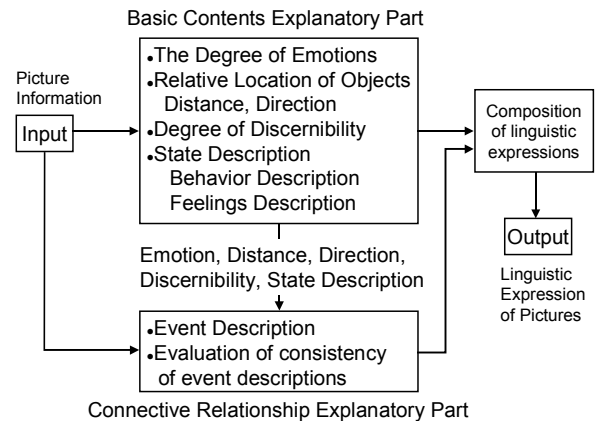 Basic Contents Explanatory Part
•The Degree of Emotions
•Relative Location of Objects
Distance, Direction
•Degree of Discernibility
•State Description
Behavior Description
Feelings Description
Picture
Information
Input
Composition
of linguistic
expressions
Output
Linguistic
Expression
of Pictures
Emotion, Distance, Direction,
Discernibility, State Description
•Event Description
•Evaluation of consistency
of event descriptions
Connective Relationship Explanatory Part